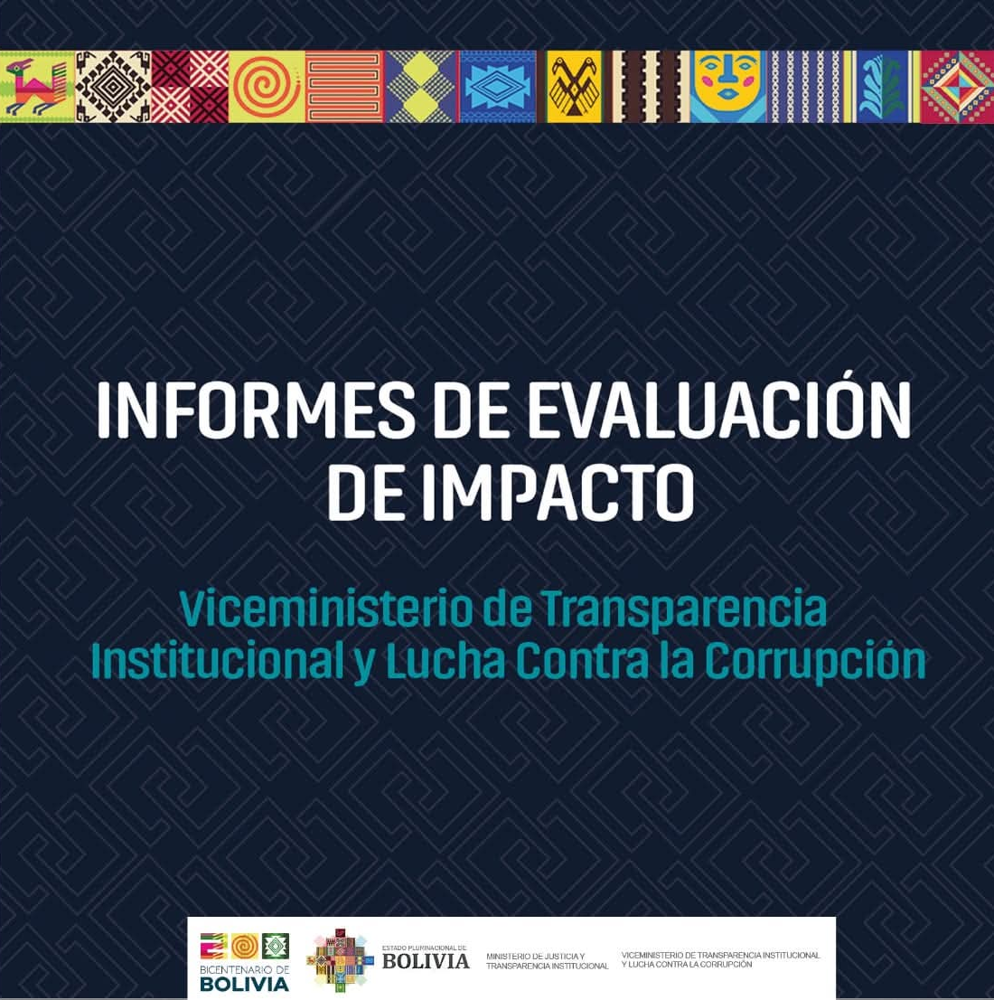 INFORMES DE EVALUACIÓN
DE IMPACTO
Viceministerio de Transparencia
Institucional y Lucha Contra la Corrupción
200
BICENTENARIO DE
BOLIVIA
ESTADO PLURINACIONAL DE
BOLIVIA
MINISTERIO DE JUSTICIA Y
TRANSPARENCIA INSTITUCIONAL
VICEMINISTERIO DE TRANSPARENCIA INSTITUCIONAL
Y LUCHA CONTRA LA CORRUPCIÓN